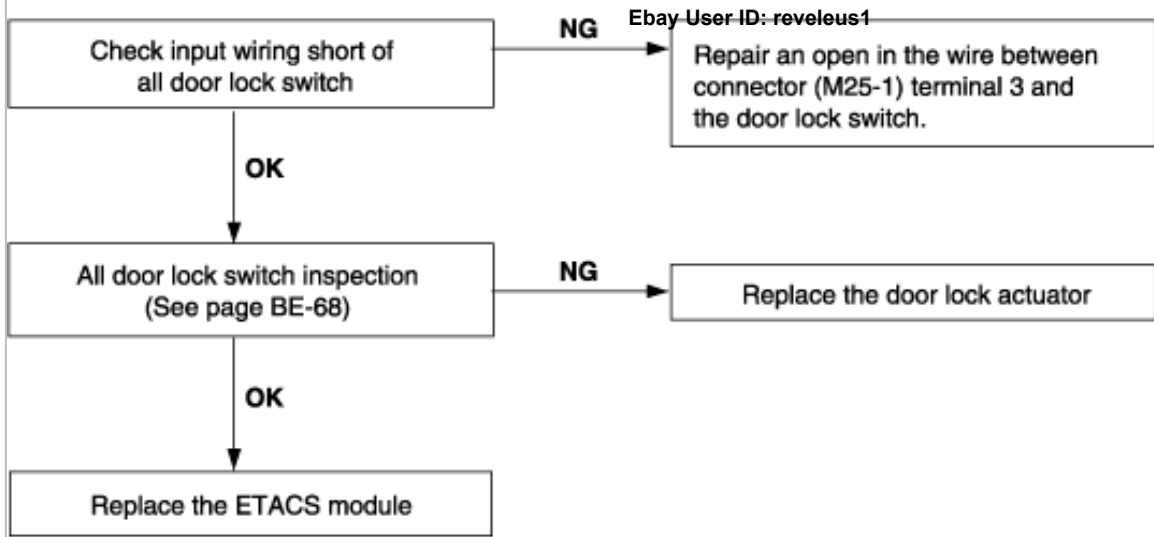 Ebay User ID: reveleus1
Check input wiring short of
all door lock switch
NG
Repair an open in the wire between
connector (M25-1) terminal 3 and
the door lock switch.
OK
All door lock switch inspection
(See page BE-68)
NG
Replace the door lock actuator
OK
Replace the ETACS module